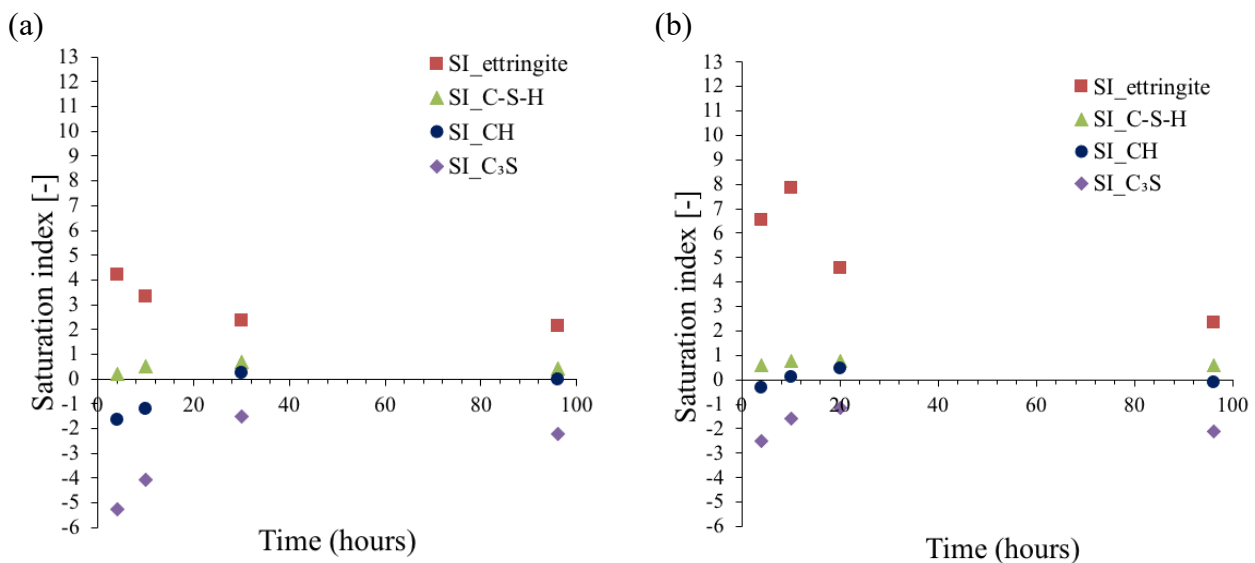 (a)
13
12
11
10
9
8
7
6
5
4
3
2
1
0
-1
-2
-3
-4
-5
-6
0 20 40 60 80 100
Saturation index [-]
Time (hours)
SI_ettringite
SI_C-S-H
SI_CH
SI_C₃S
(b)
13
12
11
10
9
8
7
6
5
4
3
2
1
0
-1
-2
-3
-4
-5
-6
0 20 40 60 80 100
Saturation index [-]
Time (hours)
SI_ettringite
SI_C-S-H
SI_CH
SI_C₃S